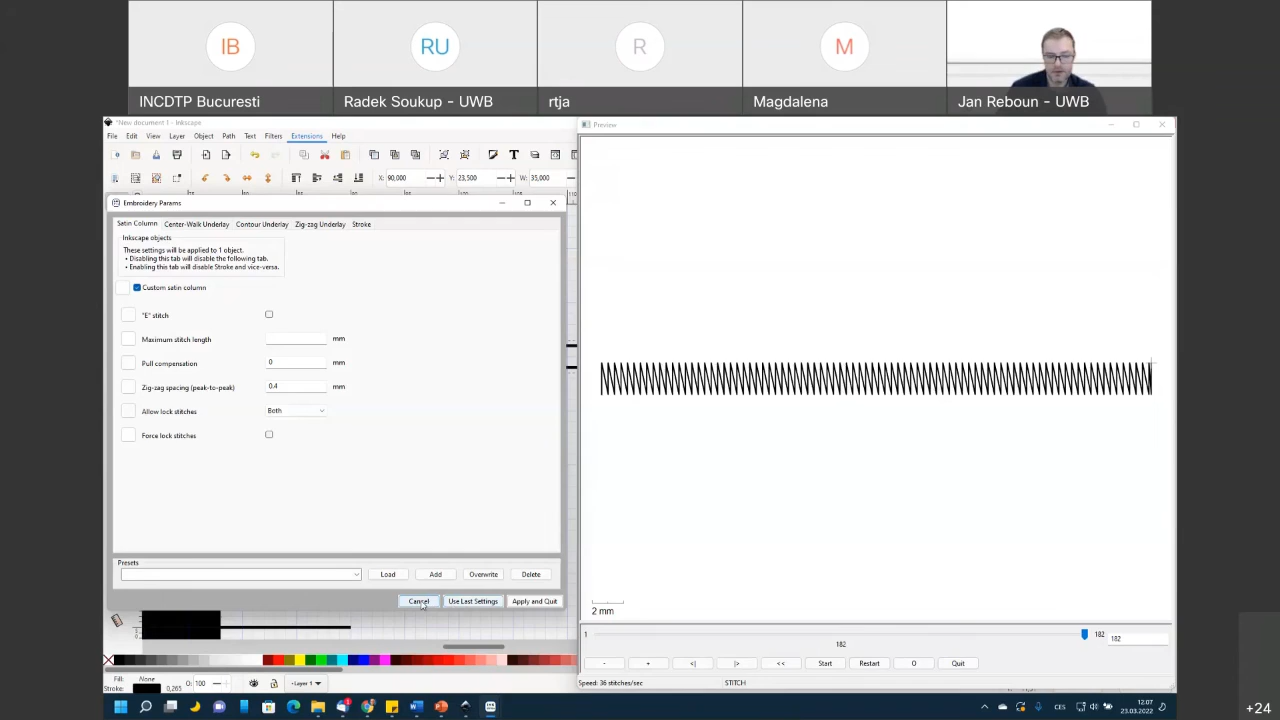 IB
RU
R
M
INCDTP Bucuresti
Radek Soukup - UWB
rtja
Magdalena
Jan Reboun - UWB
*New document 1 - Inkscape
File Edit View Layer Object Path Text Filters Extensions Help
X: 90,000 Y: 23,500 W: 35,000
Embroidery Params
Satin Column Center-Walk Underlay Contour Underlay Zig-zag Underlay Stroke
Inkscape objects
These settings will be applied to 1 object.
• Disabling this tab will disable the following tab.
• Enabling this tab will disable Stroke and vice-versa.
Custom satin column
"E" stitch
Maximum stitch length mm
Pull compensation 0 mm
Zig-zag spacing (peak-to-peak) 0.4 mm
Allow lock stitches Both
Force lock stitches
Presets
Load Add Overwrite Delete
Cancel Use Last Settings Apply and Quit
Fill: None
Stroke: 0,265
O: 100
Layer 1
Preview
2 mm
1 182 182
182
- + <| |> << Start Restart O Quit
Speed: 36 stitches/sec STITCH
CES
12.07
23.03.2022
+24